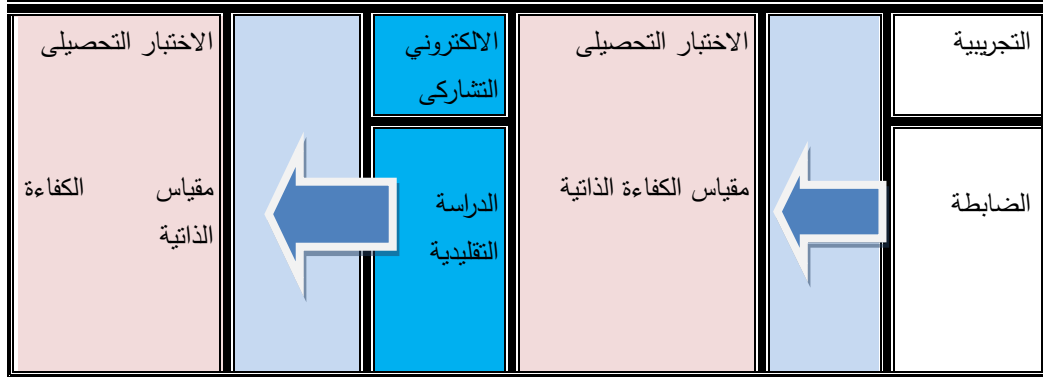 التجريبية
الاختبار التحصيلى
الالكتروني
التشاركى
الاختبار التحصيلى
الضابطة
مقياس الكفاءة الذاتية
الدراسة
التقليدية
مقياس الكفاءة
الذاتية